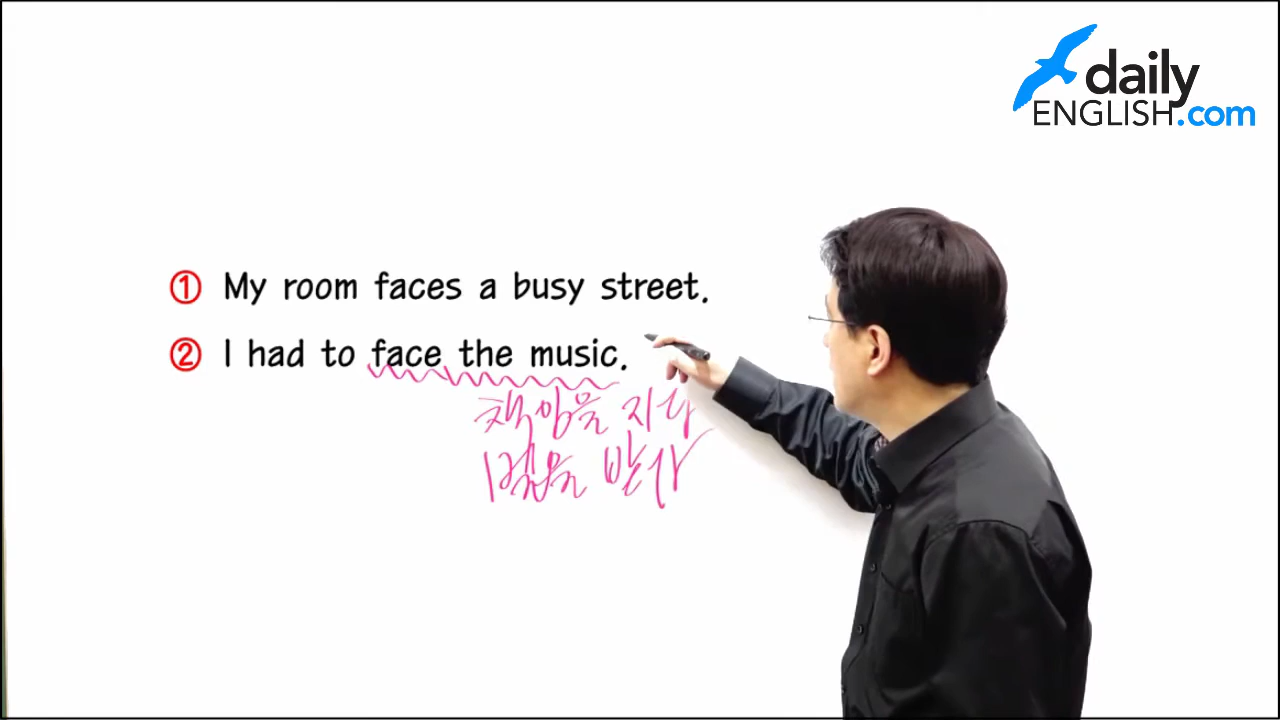 daily
ENGLISH.com
① My room faces a busy street.
② I had to face the music.
책임을 지다
벌을 받다